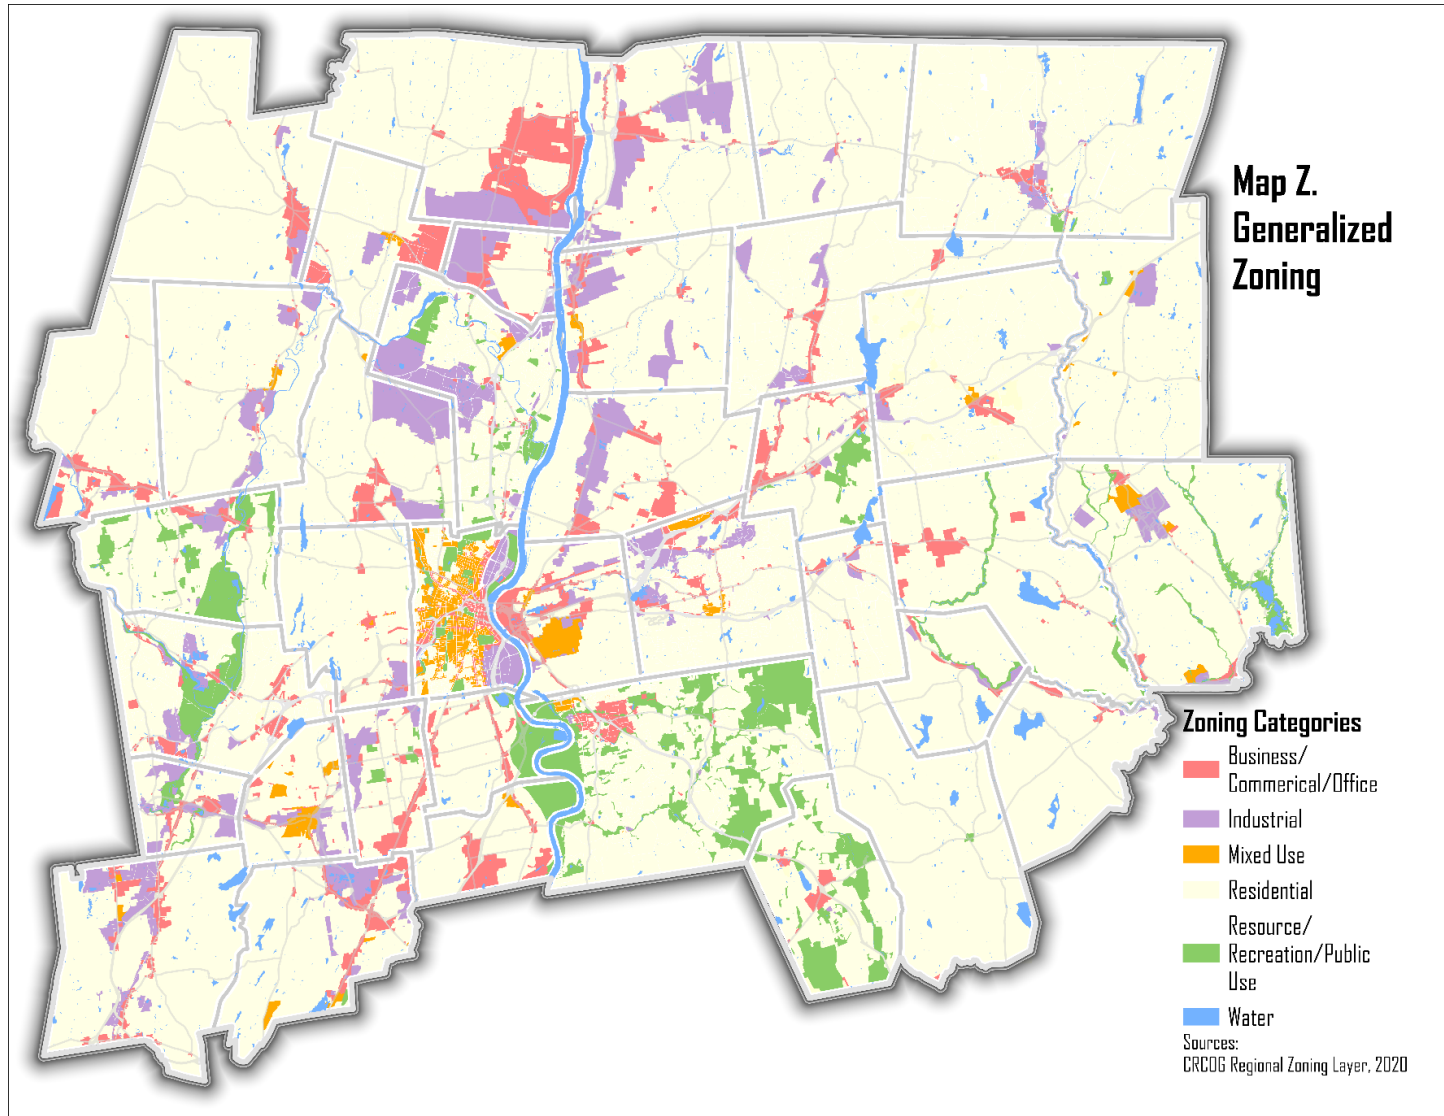 Map Z.
Generalized
Zoning
Zoning Categories
Business/
Commerical/Office
Industrial
Mixed Use
Residential
Resource/
Recreation/Public
Use
Water
Sources:
CRCOG Regional Zoning Layer, 2020